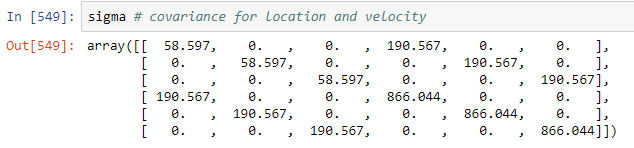 In [549]: sigma # covariance for location and velocity
Out[549]: array([[  58.597,    0.   ,    0.   ,  190.567,    0.   ,    0.   ],
       [   0.   ,   58.597,    0.   ,    0.   ,  190.567,    0.   ],
       [   0.   ,    0.   ,   58.597,    0.   ,    0.   ,  190.567],
       [ 190.567,    0.   ,    0.   ,  866.044,    0.   ,    0.   ],
       [   0.   ,  190.567,    0.   ,    0.   ,  866.044,    0.   ],
       [   0.   ,    0.   ,  190.567,    0.   ,    0.   ,  866.044]])